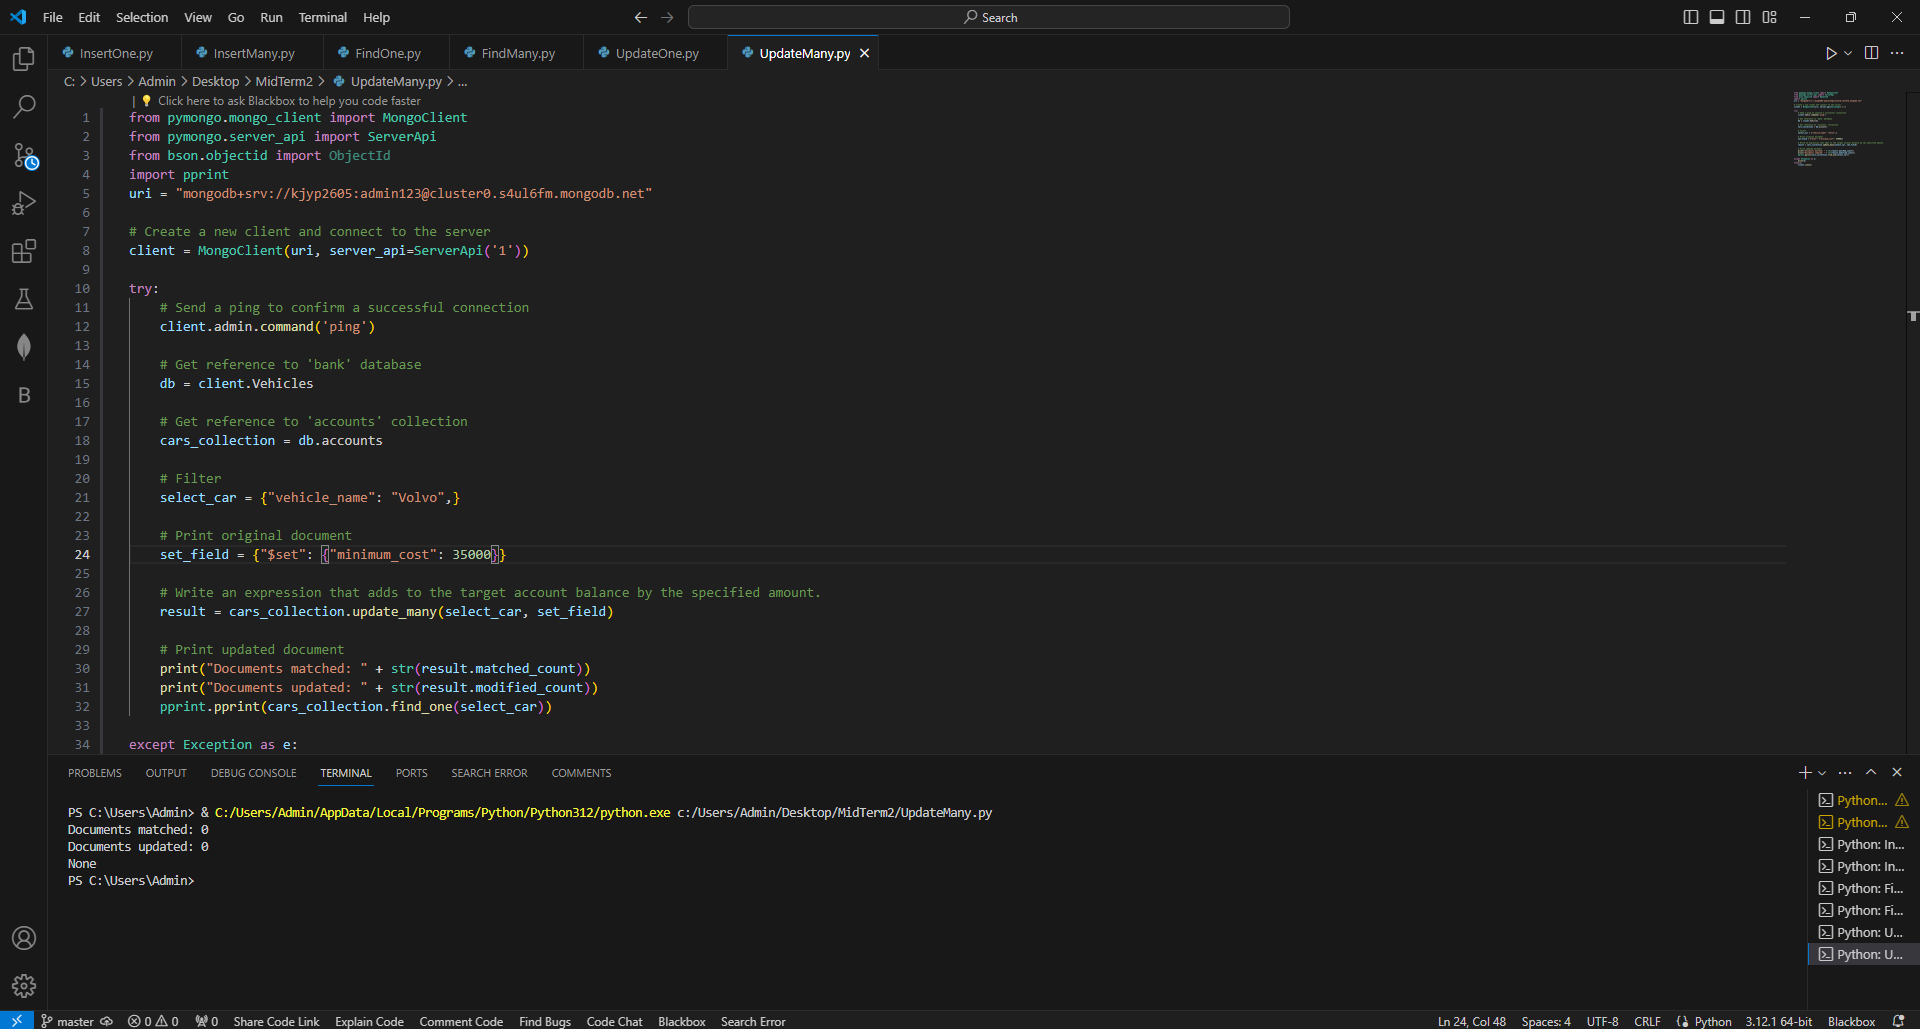 File Edit Selection View Go Run Terminal Help Search
InsertOne.py InsertMany.py FindOne.py FindMany.py UpdateOne.py UpdateMany.py
C: > Users > Admin > Desktop > MidTerm2 > UpdateMany.py > ...
Click here to ask Blackbox to help you code faster
1 from pymongo.mongo_client import MongoClient
2 from pymongo.server_api import ServerApi
3 from bson.objectid import ObjectId
4 import pprint
5 uri = "mongodb+srv://kjyp2605:admin123@cluster0.s4ul6fm.mongodb.net"
6
7 # Create a new client and connect to the server
8 client = MongoClient(uri, server_api=ServerApi('1'))
9
10 try:
11 # Send a ping to confirm a successful connection
12 client.admin.command('ping')
13
14 # Get reference to 'bank' database
15 db = client.Vehicles
16
17 # Get reference to 'accounts' collection
18 cars_collection = db.accounts
19
20 # Filter
21 select_car = {"vehicle_name": "Volvo",}
22
23 # Print original document
24 set_field = {"$set": {"minimum_cost": 35000}}
25
26 # Write an expression that adds to the target account balance by the specified amount.
27 result = cars_collection.update_many(select_car, set_field)
28
29 # Print updated document
30 print("Documents matched: " + str(result.matched_count))
31 print("Documents updated: " + str(result.modified_count))
32 pprint.pprint(cars_collection.find_one(select_car))
33
34 except Exception as e:
PROBLEMS OUTPUT DEBUG CONSOLE TERMINAL PORTS SEARCH ERROR COMMENTS
PS C:\Users\Admin> & C:/Users/Admin/AppData/Local/Programs/Python/Python312/python.exe c:/Users/Admin/Desktop/MidTerm2/UpdateMany.py
Documents matched: 0
Documents updated: 0
None
PS C:\Users\Admin>
Python...
Python...
Python: In...
Python: In...
Python: Fi...
Python: Fi...
Python: U...
Python: U...
master 0 0 0 Share Code Link Explain Code Comment Code Find Bugs Code Chat Blackbox Search Error Ln 24, Col 48 Spaces: 4 UTF-8 CRLF Python 3.12.1 64-bit Blackbox